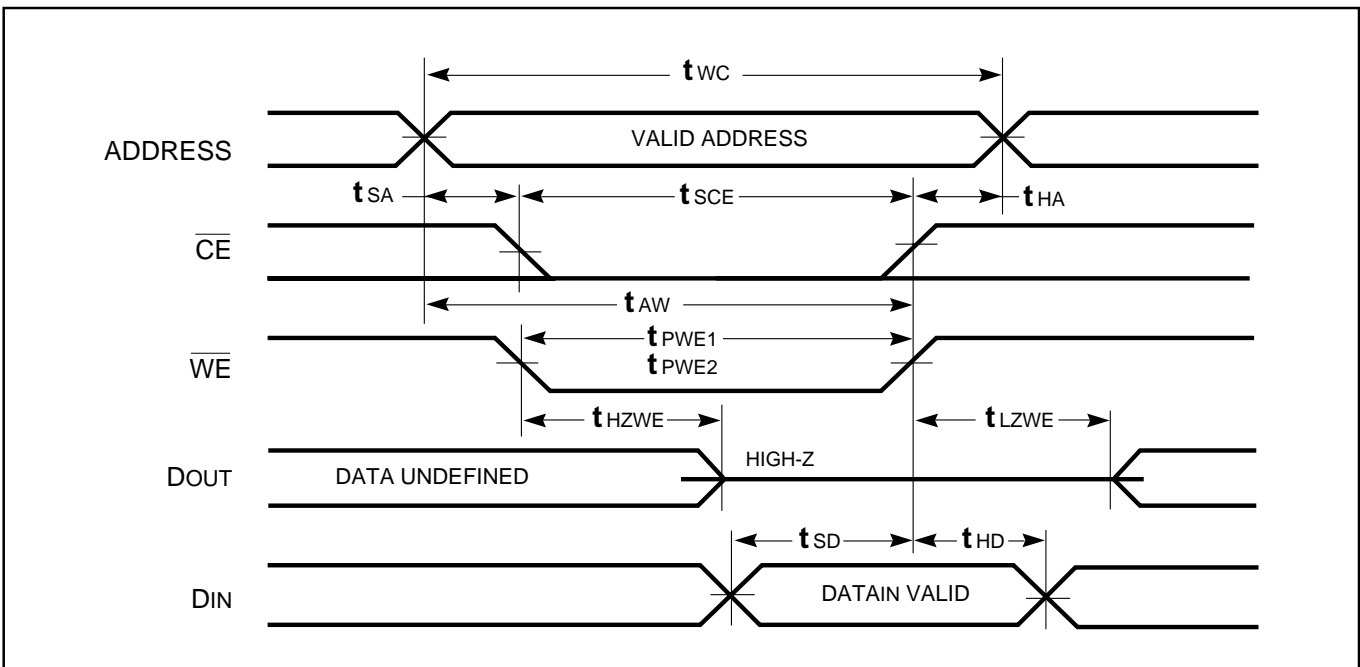 tWC
ADDRESS
VALID ADDRESS
tSA
tSCE
tHA
CE
tAW
WE
tPWE1
tPWE2
tHZWE
tLZWE
DOUT
DATA UNDEFINED
HIGH-Z
tSD
tHD
DIN
DATAIN VALID